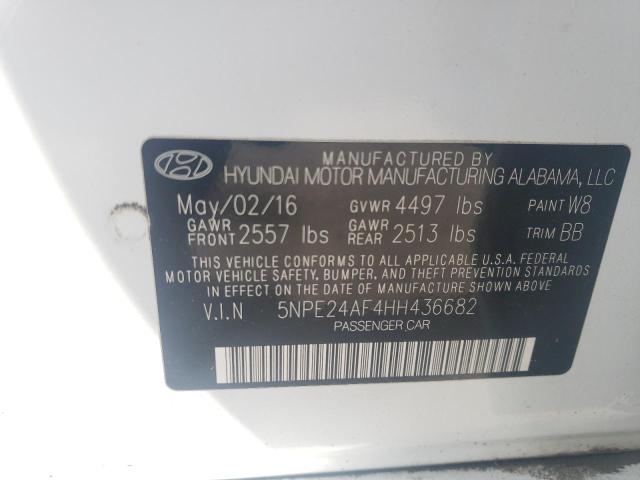 MANUFACTURED BY
HYUNDAI MOTOR MANUFACTURING ALABAMA, LLC
May/02/16 GVWR 4497 lbs PAINT W8
GAWR FRONT 2557 lbs GAWR REAR 2513 lbs TRIM BB
THIS VEHICLE CONFORMS TO ALL APPLICABLE U.S.A. FEDERAL
MOTOR VEHICLE SAFETY, BUMPER, AND THEFT PREVENTION STANDARDS
IN EFFECT ON THE DATE OF MANUFACTURE SHOWN ABOVE
V.I.N 5NPE24AF4HH436682
PASSENGER CAR